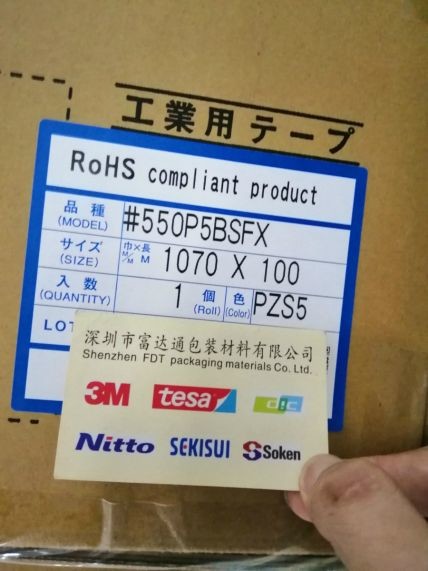 工業用テープ
RoHS compliant product
品種 (MODEL) #550P5BSFX
サイズ (SIZE) 巾×長 M/M M 1070 X 100
入数 (QUANTITY) 1 個 (Roll) 色 (Color) PZS5
LOT
深圳市富达通包装材料有限公司
Shenzhen FDT packaging materials Co. Ltd.
3M tesa dic
Nitto SEKISUI Soken